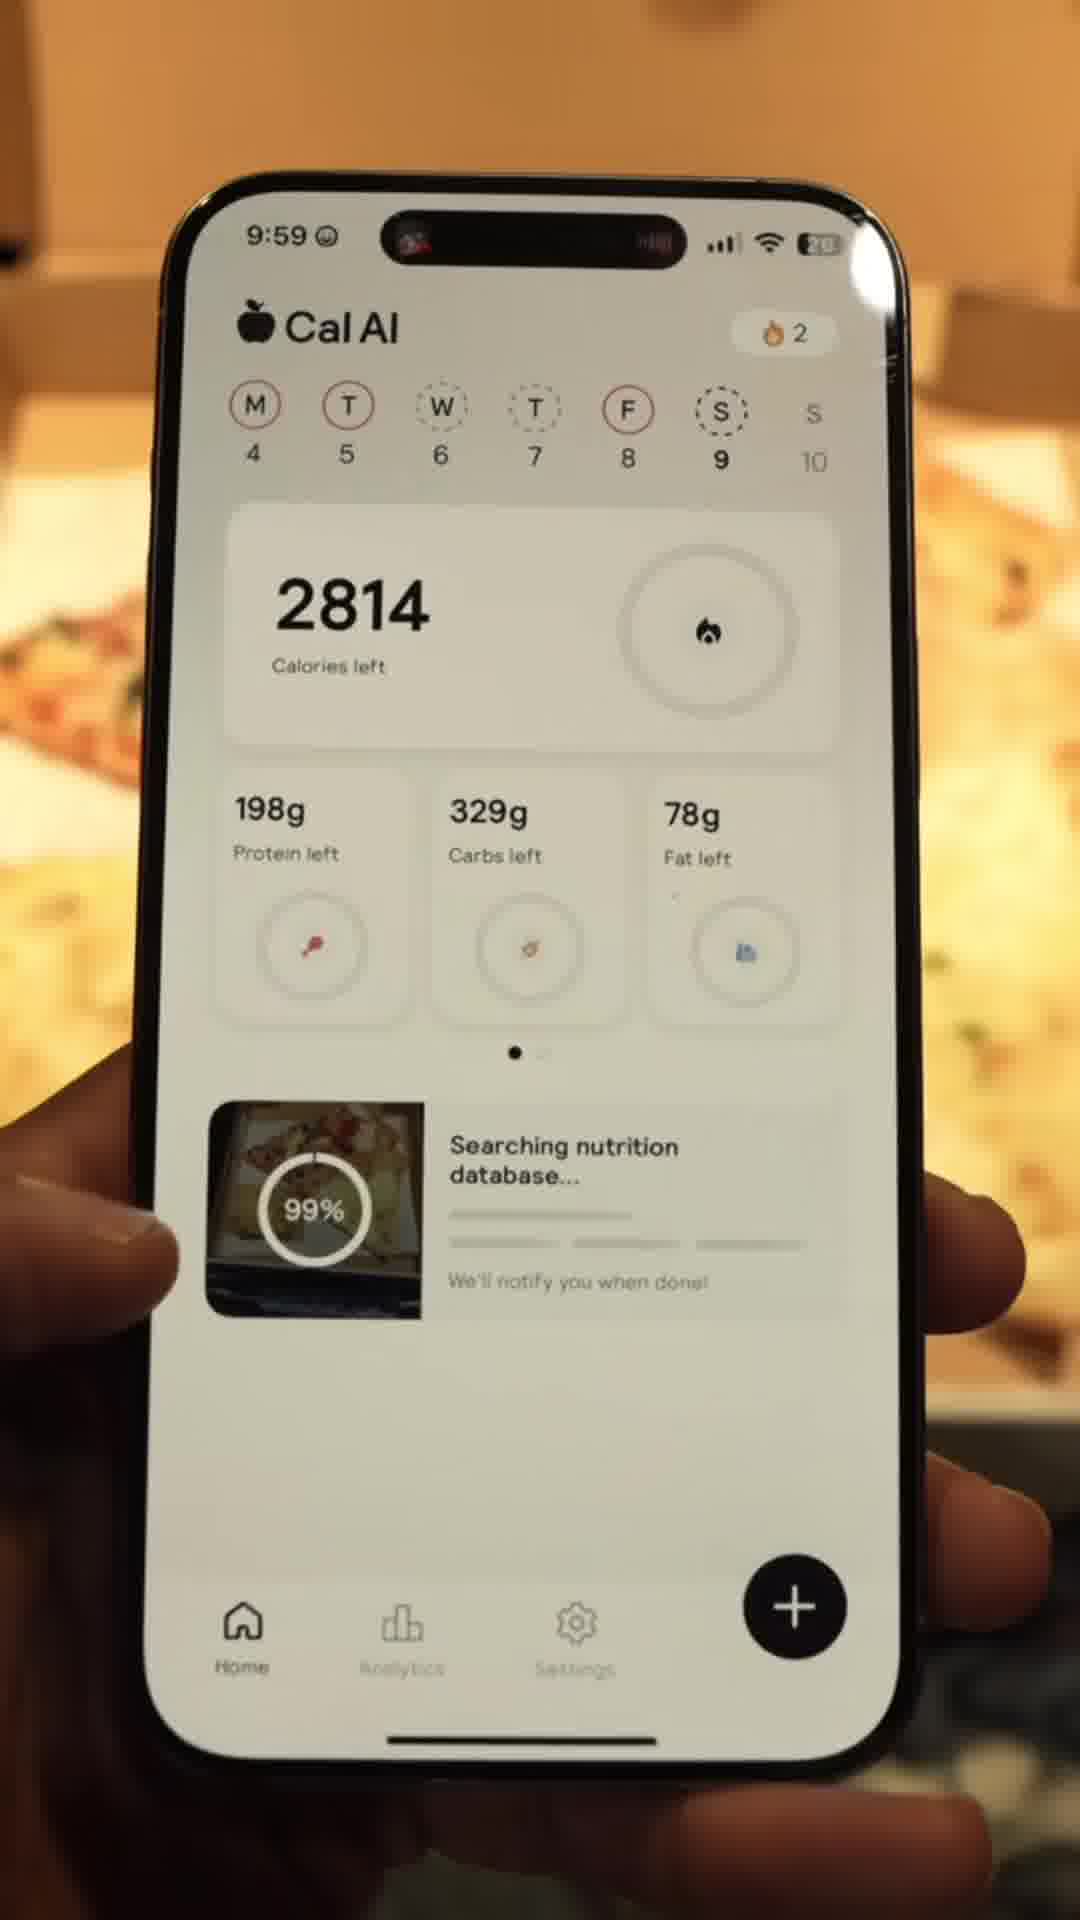 9:59
20
Cal AI
2
M T W T F S S
4 5 6 7 8 9 10
2814
Calories left
198g 329g 78g
Protein left Carbs left Fat left
99%
Searching nutrition
database...
We'll notify you when done!
Home Analytics Settings